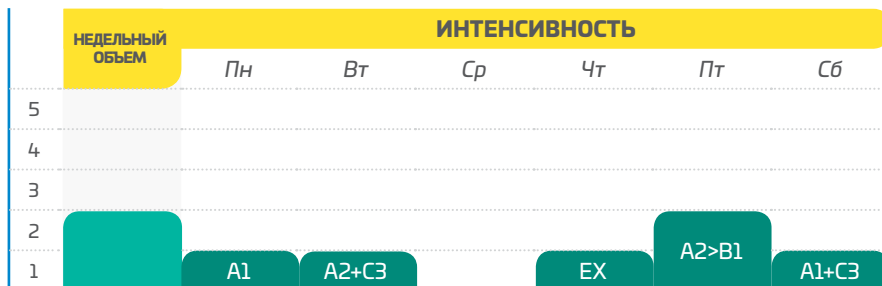 НЕДЕЛЬНЫЙ
ОБЪЕМ
ИНТЕНСИВНОСТЬ
Пн Вт Ср Чт Пт Сб
5
4
3
2
A2>B1
1 A1 A2+C3 EX A1+C3